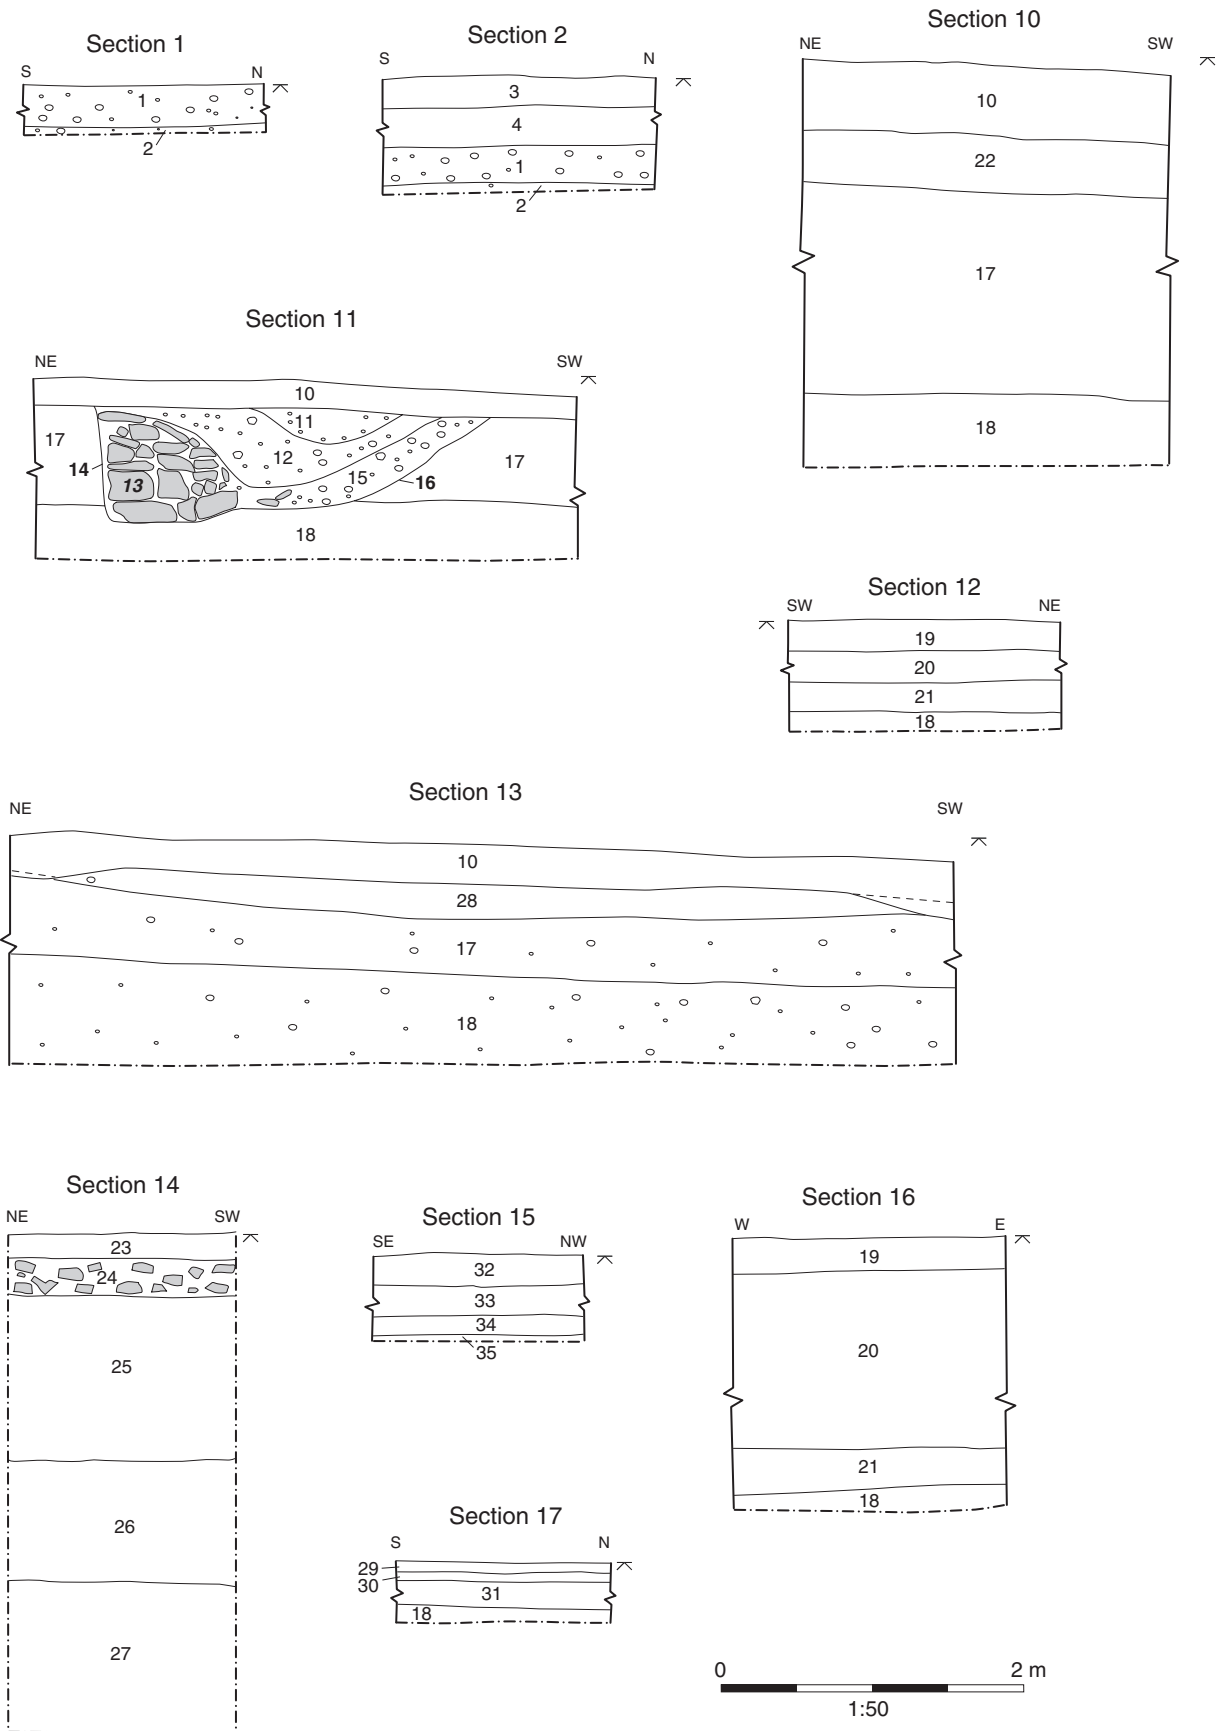 Section 1
S N
1
2
Section 2
S N
3
4
1
2
Section 10
NE SW
10
22
17
18
Section 11
NE SW
10
11
17
12
17
14
13
15
16
18
Section 12
SW NE
19
20
21
18
Section 13
NE SW
10
28
17
18
Section 14
NE SW
23
24
25
26
27
Section 15
SE NW
32
33
34
35
Section 16
W E
19
20
21
18
Section 17
S N
29
30
31
18
0 2 m
1:50